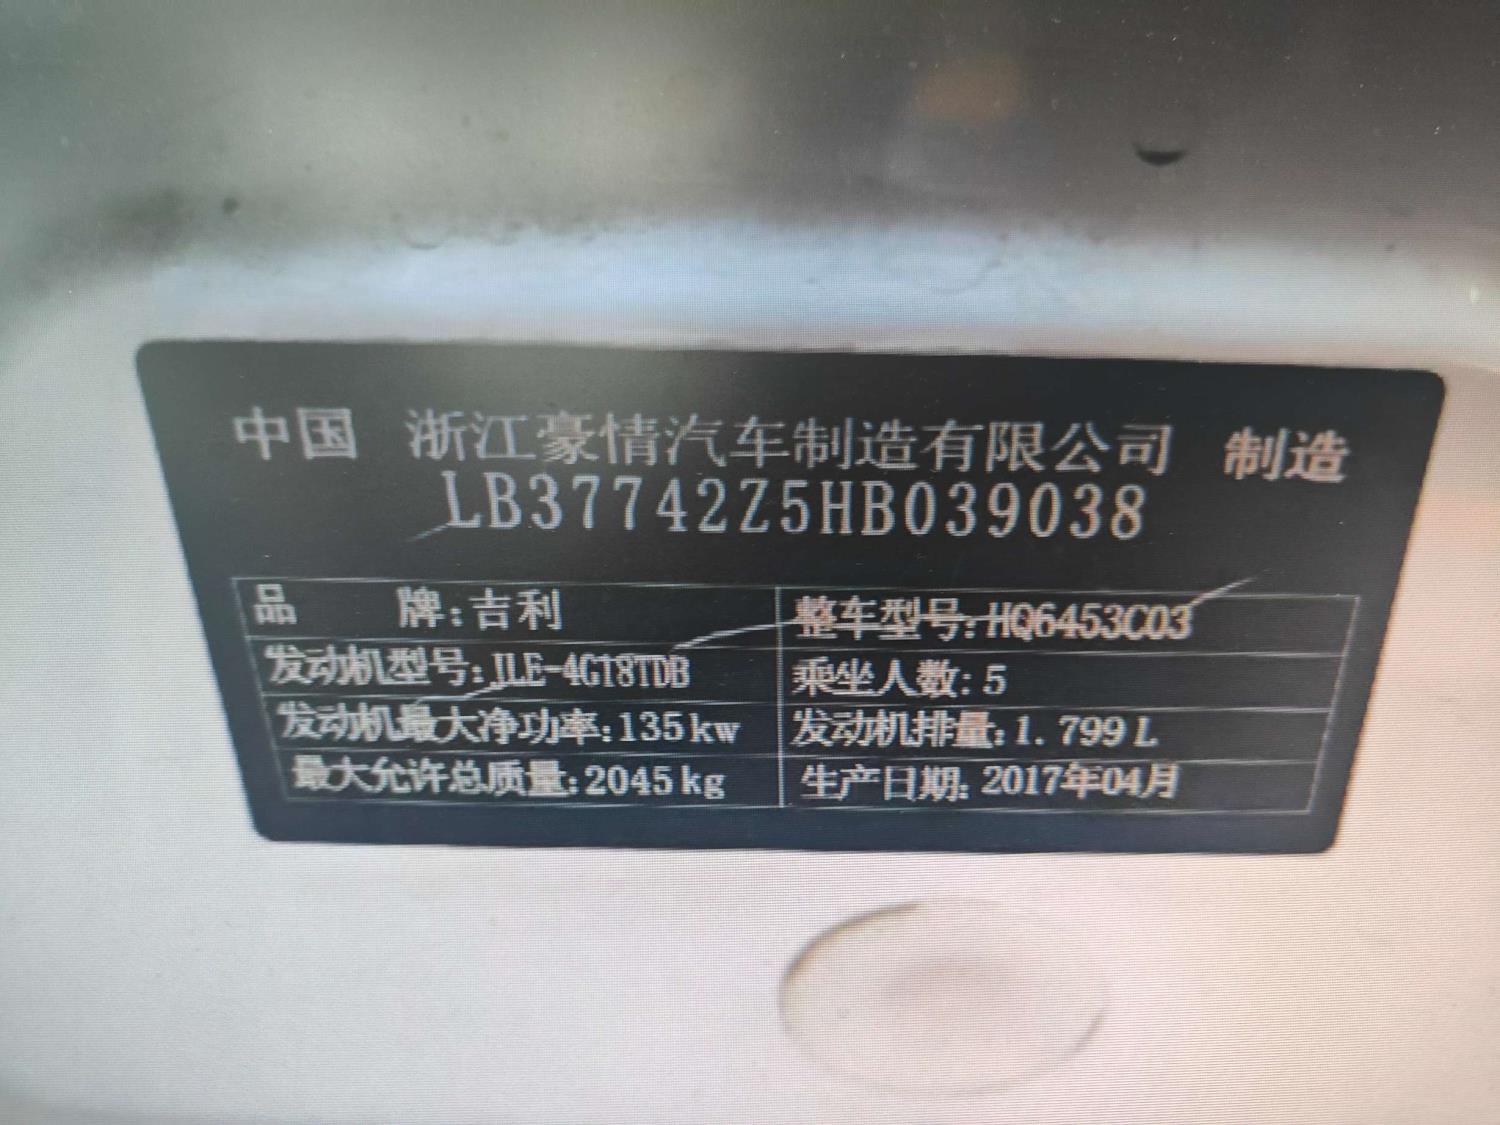 中国 浙江豪情汽车制造有限公司 制造
LB37742Z5HB039038
品 牌:吉利 整车型号:HQ6453C03
发动机型号:JLE-4G18TDB 乘坐人数:5
发动机最大净功率:135kw 发动机排量:1.799L
最大允许总质量:2045kg 生产日期:2017年04月